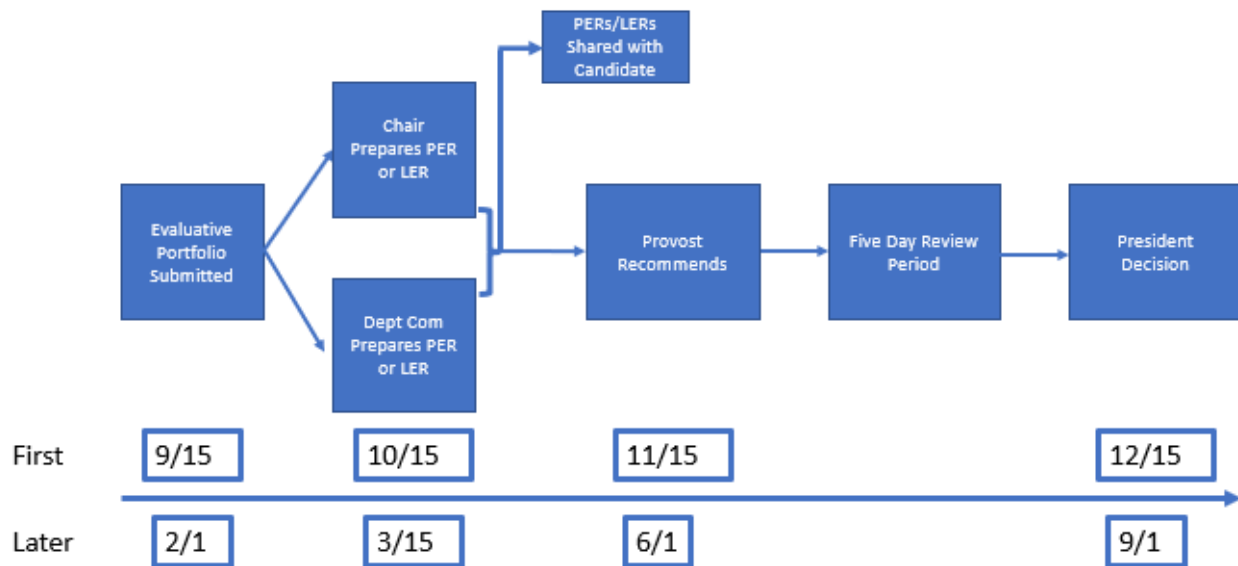 PERs/LERs
Shared with
Candidate
Chair
Prepares PER
or LER
Evaluative
Portfolio
Submitted
Provost
Recommends
Five Day Review
Period
President
Decision
Dept Com
Prepares PER
or LER
First
9/15
10/15
11/15
12/15
Later
2/1
3/15
6/1
9/1